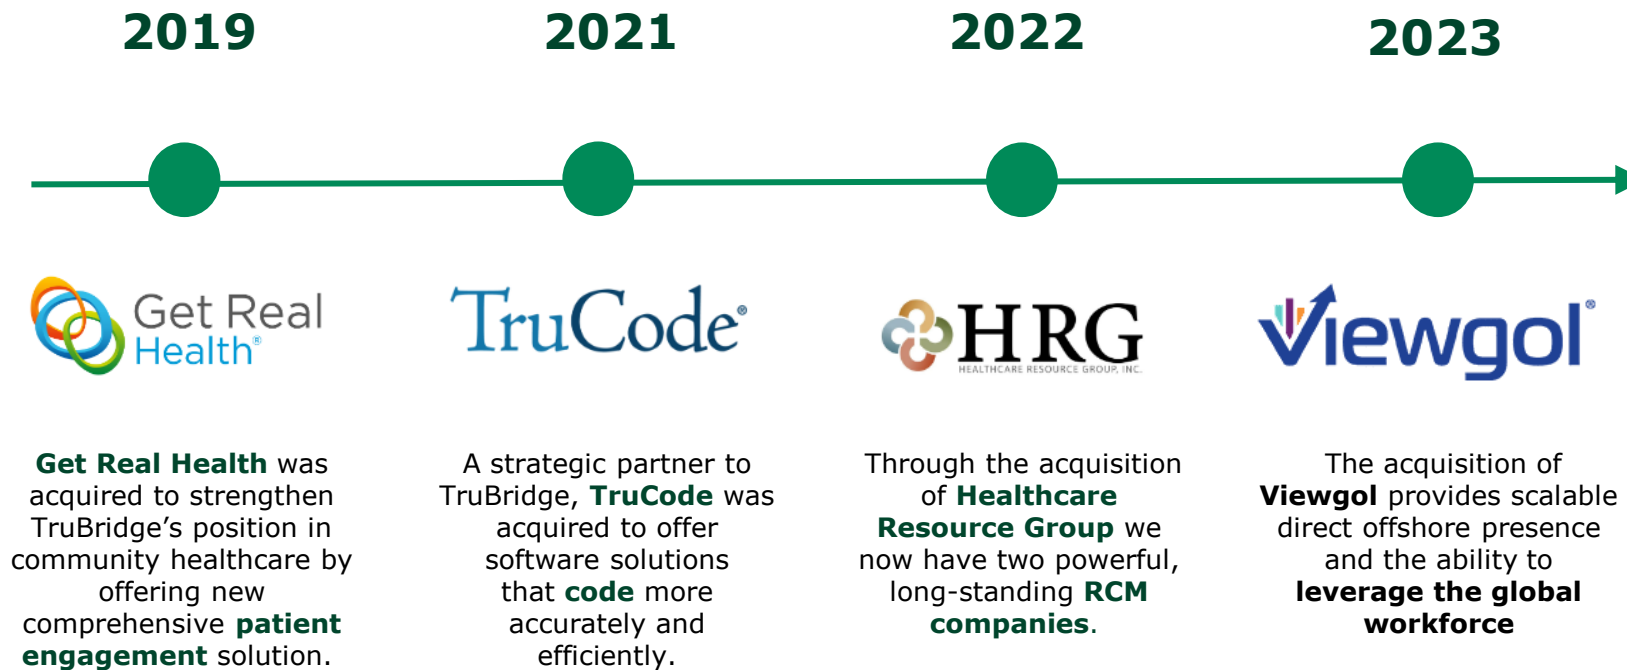 2019
2021
2022
2023
Get Real
Health®
TruCode®
HRG
HEALTHCARE RESOURCE GROUP, INC.
Viewgol®
Get Real Health was
acquired to strengthen
TruBridge’s position in
community healthcare by
offering new
comprehensive patient
engagement solution.
A strategic partner to
TruBridge, TruCode was
acquired to offer
software solutions
that code more
accurately and
efficiently.
Through the acquisition
of Healthcare
Resource Group we
now have two powerful,
long-standing RCM
companies.
The acquisition of
Viewgol provides scalable
direct offshore presence
and the ability to
leverage the global
workforce